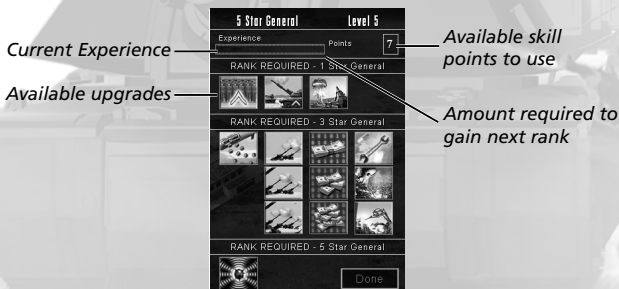 5 Star General Level 5
Experience
Points
7
RANK REQUIRED - 1 Star General
RANK REQUIRED - 3 Star General
RANK REQUIRED - 5 Star General
Done
Current Experience
Available upgrades
Available skill
points to use
Amount required to
gain next rank